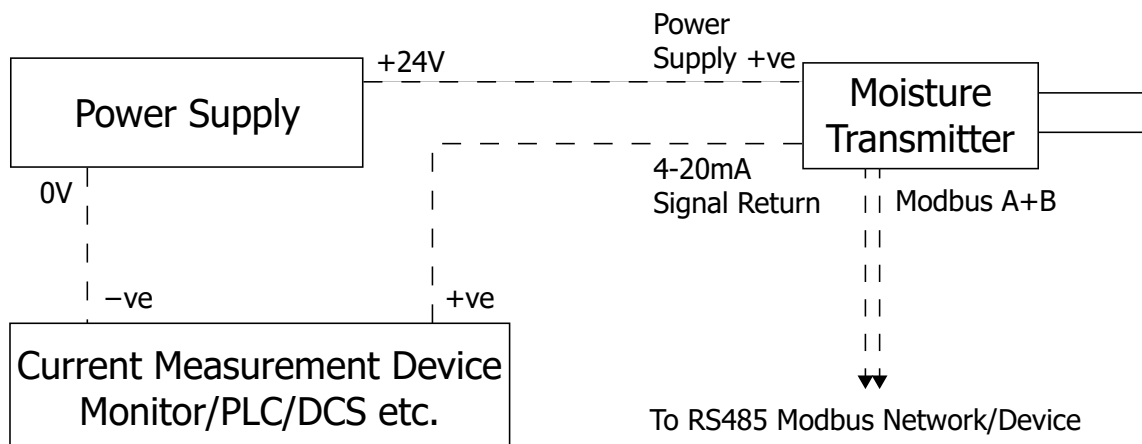 Power
Supply +ve
+24V
Power Supply
Moisture
Transmitter
4-20mA
Signal Return
0V
Modbus A+B
−ve
+ve
Current Measurement Device
Monitor/PLC/DCS etc.
To RS485 Modbus Network/Device